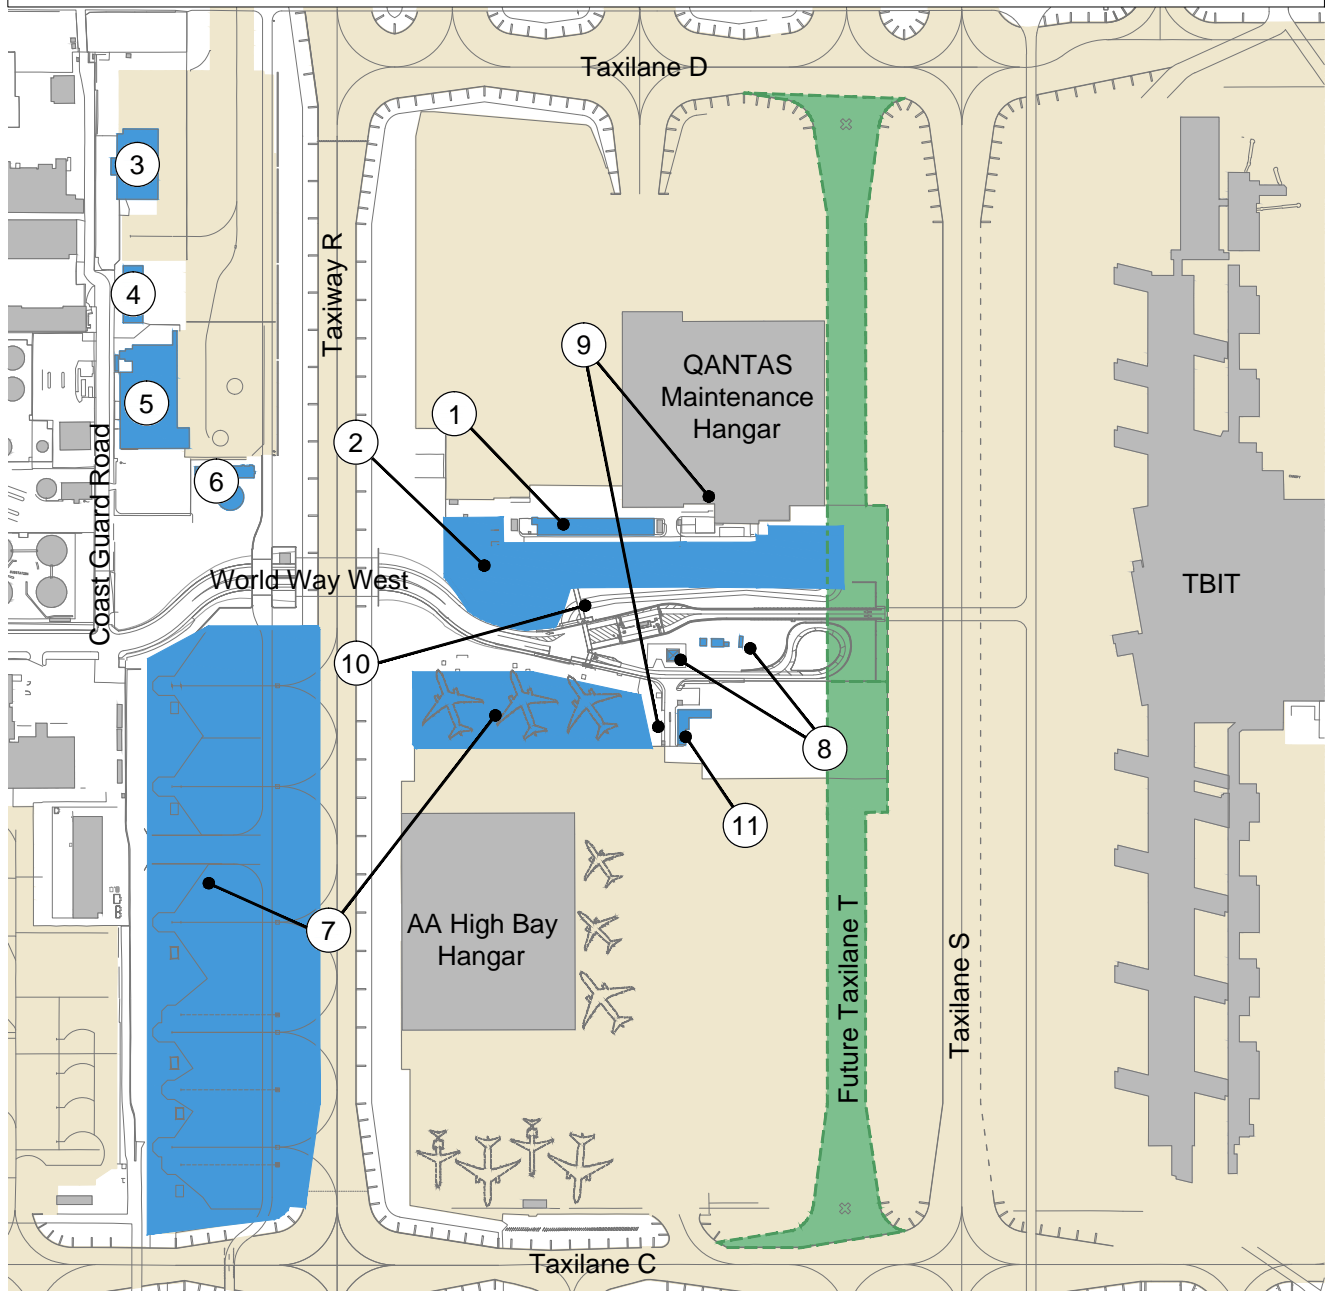 Taxilane D
3
Taxiway R
4
9
QANTAS
Maintenance
Hangar
5
1
2
Coast Guard Road
6
World Way West
TBIT
10
8
11
7
AA High Bay
Hangar
Future Taxilane T
Taxilane S
Taxilane C